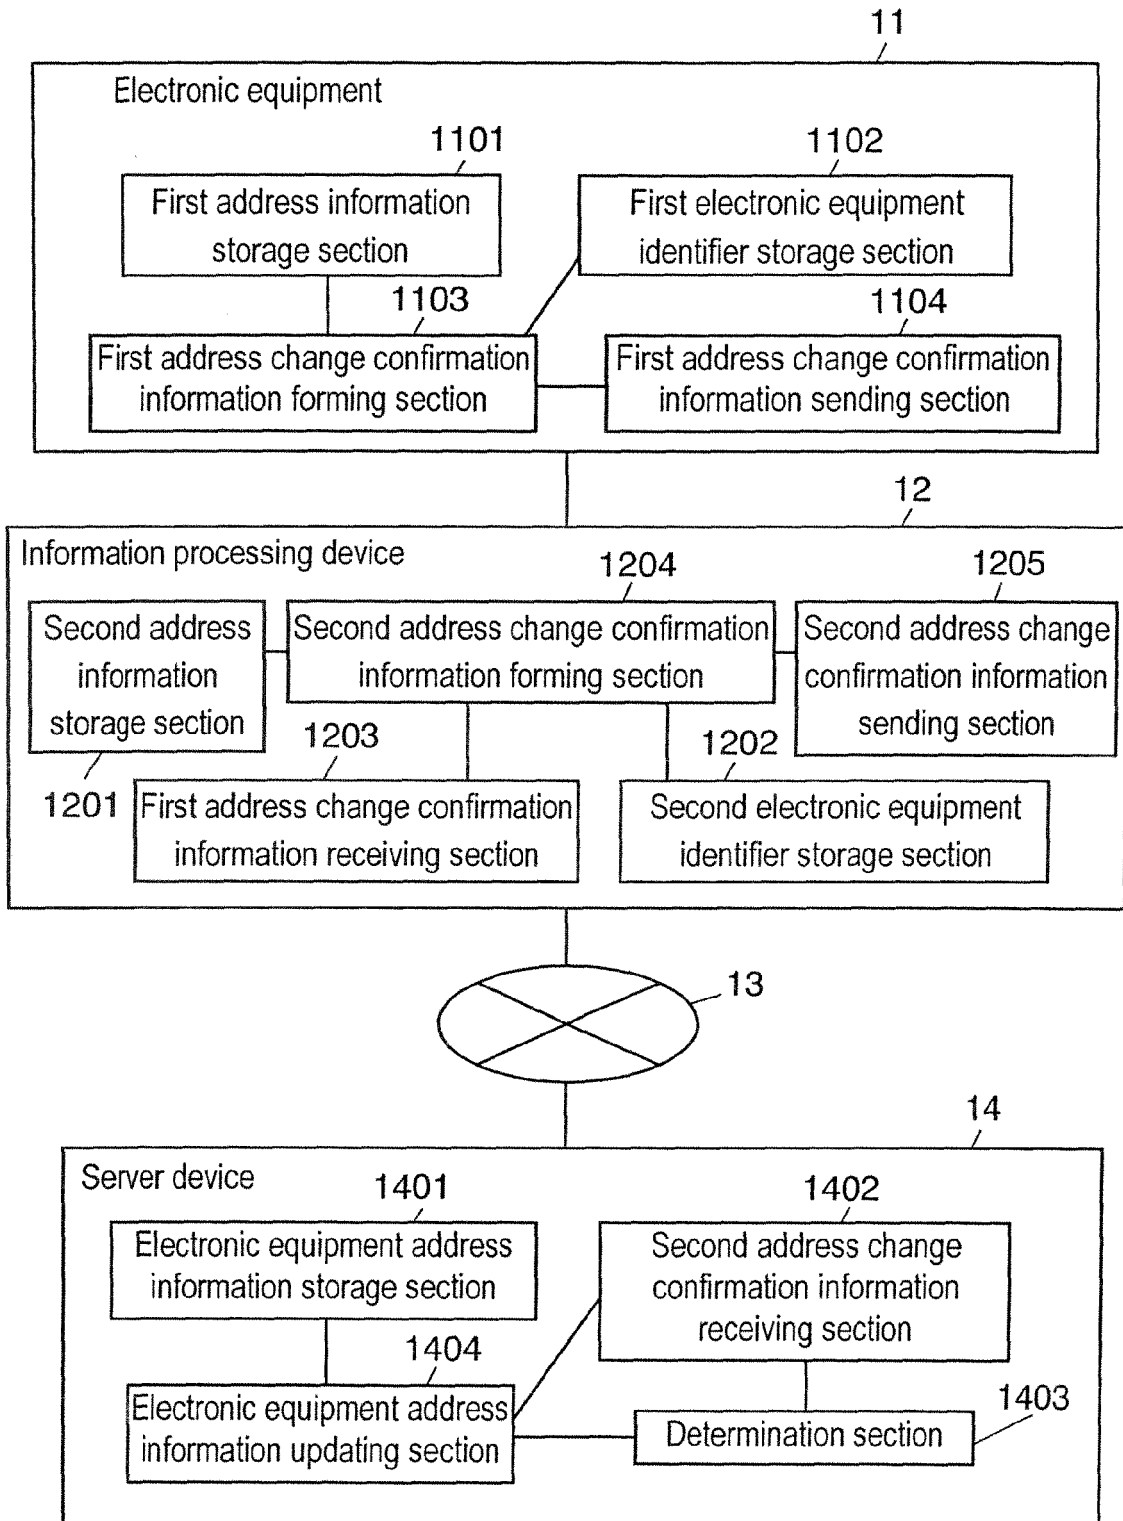 11
Electronic equipment
1101
1102
First address information
storage section
First electronic equipment
identifier storage section
1103
1104
First address change confirmation
information forming section
First address change confirmation
information sending section
12
Information processing device
1204
1205
Second address
information
storage section
Second address change confirmation
information forming section
Second address change
confirmation information
sending section
1203
1202
1201
First address change confirmation
information receiving section
Second electronic equipment
identifier storage section
13
14
Server device
1401
1402
Electronic equipment address
information storage section
Second address change
confirmation information
receiving section
1404
1403
Electronic equipment address
information updating section
Determination section